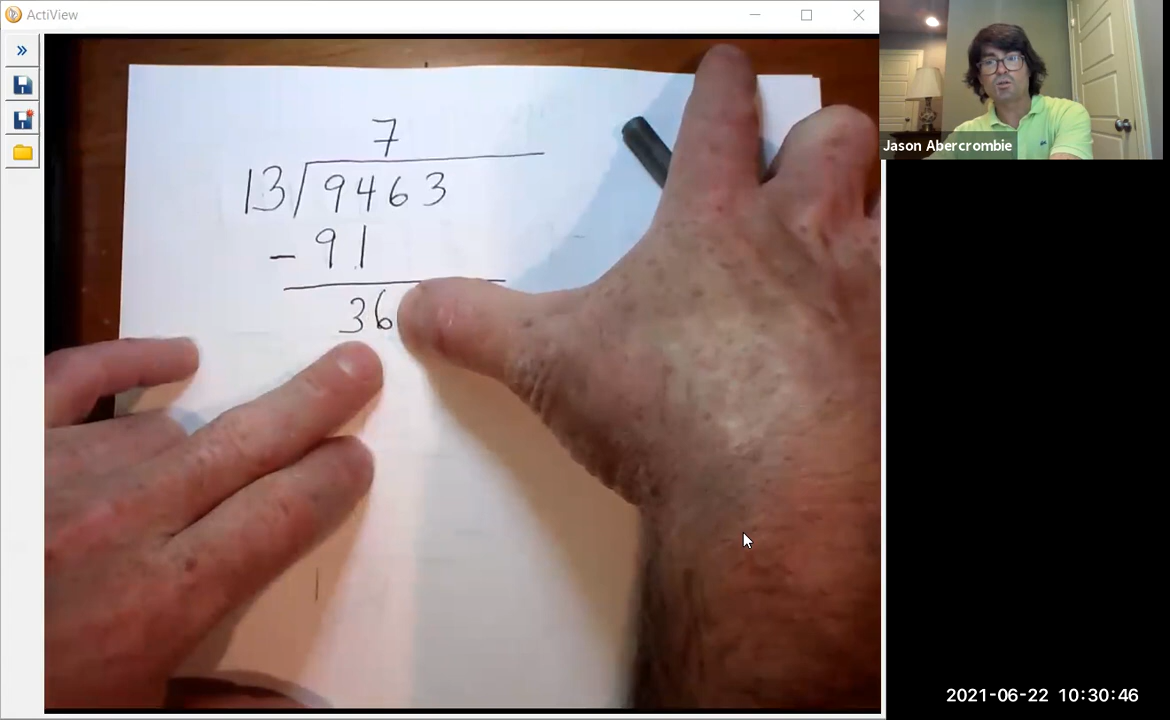 ActiView
7
13 9463
- 91
36
Jason Abercrombie
2021-06-22 10:30:46